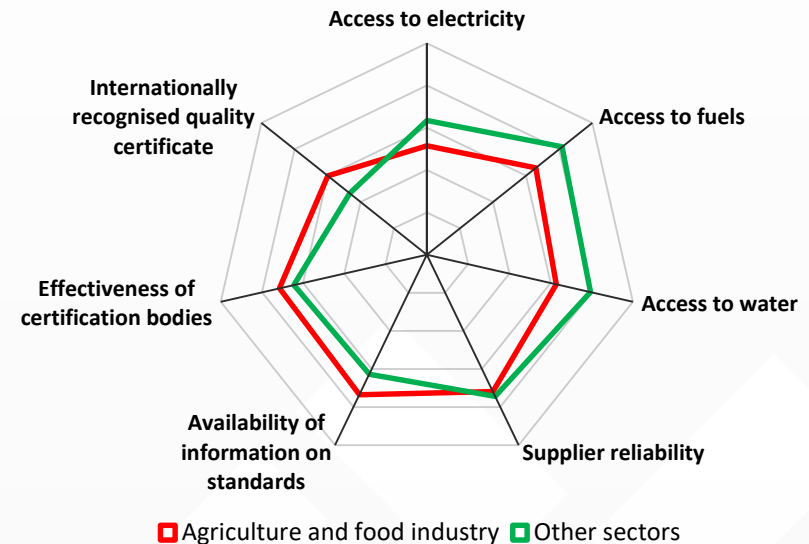 Access to electricity
Internationally
recognised quality
certificate
Access to fuels
Effectiveness of
certification bodies
Access to water
Availability of
information on
standards
Supplier reliability
Agriculture and food industry
Other sectors